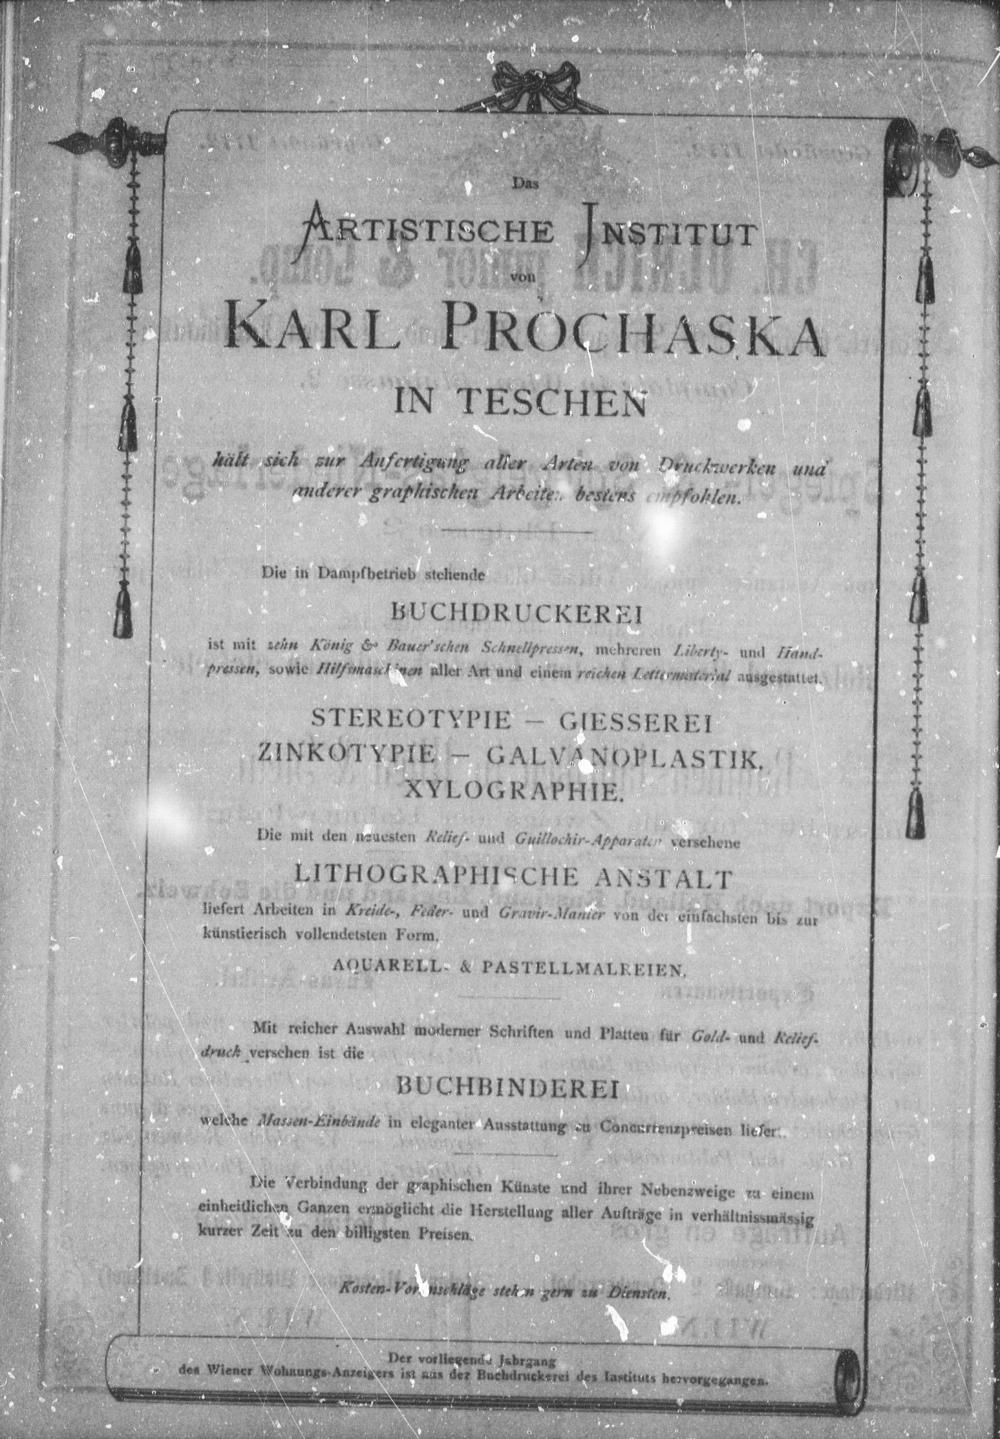 Das
ARTISTISCHE INSTITUT
von
KARL PROCHASKA
IN TESCHEN
hält sich zur Anfertigung aller Arten von Druckwerken und
anderer graphischen Arbeiten bestens empfohlen.
Die in Dampfbetrieb stehende
BUCHDRUCKEREI
ist mit zehn König & Bauer'schen Schnellpressen, mehreren Liberty- und Hand-
pressen, sowie Hilfsmaschinen aller Art und einem reichen Lettermaterial ausgestattet.
STEREOTYPIE — GIESSEREI
ZINKOTYPIE — GALVANOPLASTIK.
XYLOGRAPHIE.
Die mit den neuesten Relief- und Guillochir-Apparaten versehene
LITHOGRAPHISCHE ANSTALT
liefert Arbeiten in Kreide-, Feder- und Gravir-Manier von der einfachsten bis zur
künstlerisch vollendetsten Form.
AQUARELL- & PASTELLMALEREIEN.
Mit reicher Auswahl moderner Schriften und Platten für Gold- und Relief-
druck versehen ist die
BUCHBINDEREI
welche Massen-Einbände in eleganter Ausstattung zu Concurrenzpreisen liefert.
Die Verbindung der graphischen Künste und ihrer Nebenzweige zu einem
einheitlichen Ganzen ermöglicht die Herstellung aller Aufträge in verhältnissmässig
kurzer Zeit zu den billigsten Preisen.
Kosten-Voranschläge stehen gern zu Diensten.
Der vorliegende Jahrgang
des Wiener Wohnungs-Anzeigers ist aus der Buchdruckerei des Instituts hervorgegangen.